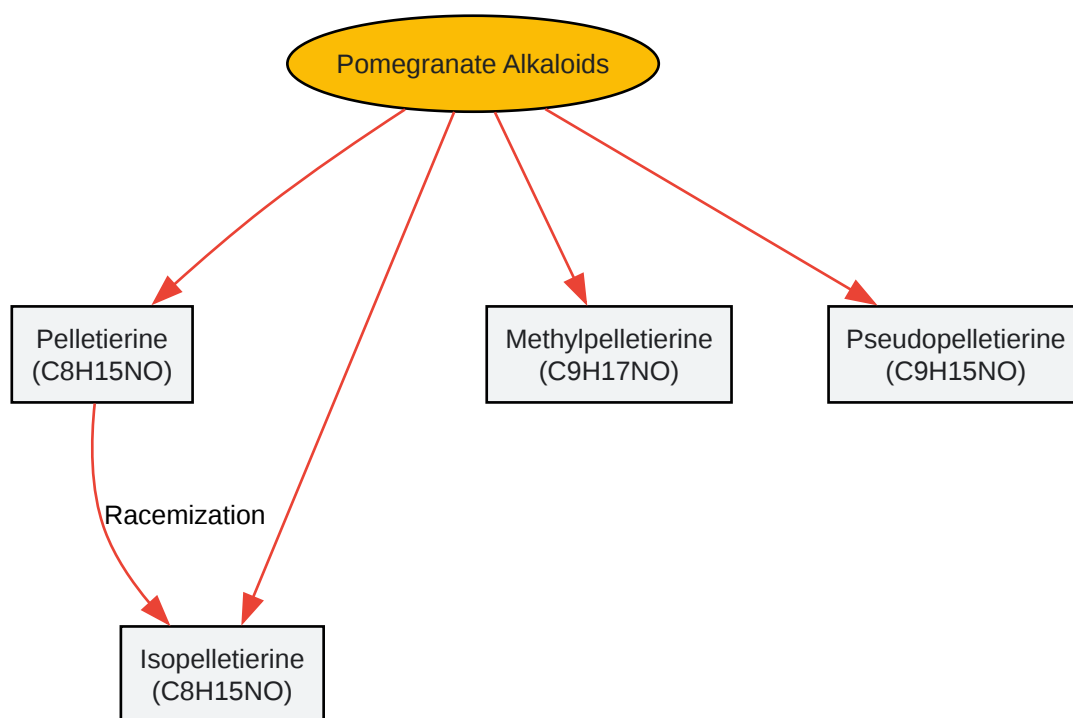 Pomegranate Alkaloids
Pelletierine
(C8H15NO)
Methylpelletierine
(C9H17NO)
Pseudopelletierine
(C9H15NO)
Racemization
Isopelletierine
(C8H15NO)